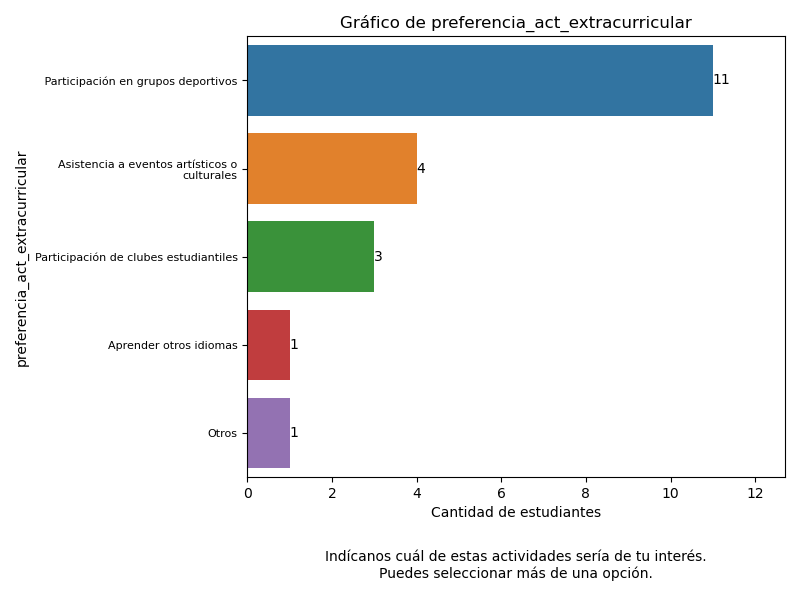 Gráfico de preferencia_act_extracurricular
preferencia_act_extracurricular
Participación en grupos deportivos
11
Asistencia a eventos artísticos o
culturales
4
Participación de clubes estudiantiles
3
Aprender otros idiomas
1
Otros
1
0 2 4 6 8 10 12
Cantidad de estudiantes
Indícanos cuál de estas actividades sería de tu interés.
Puedes seleccionar más de una opción.